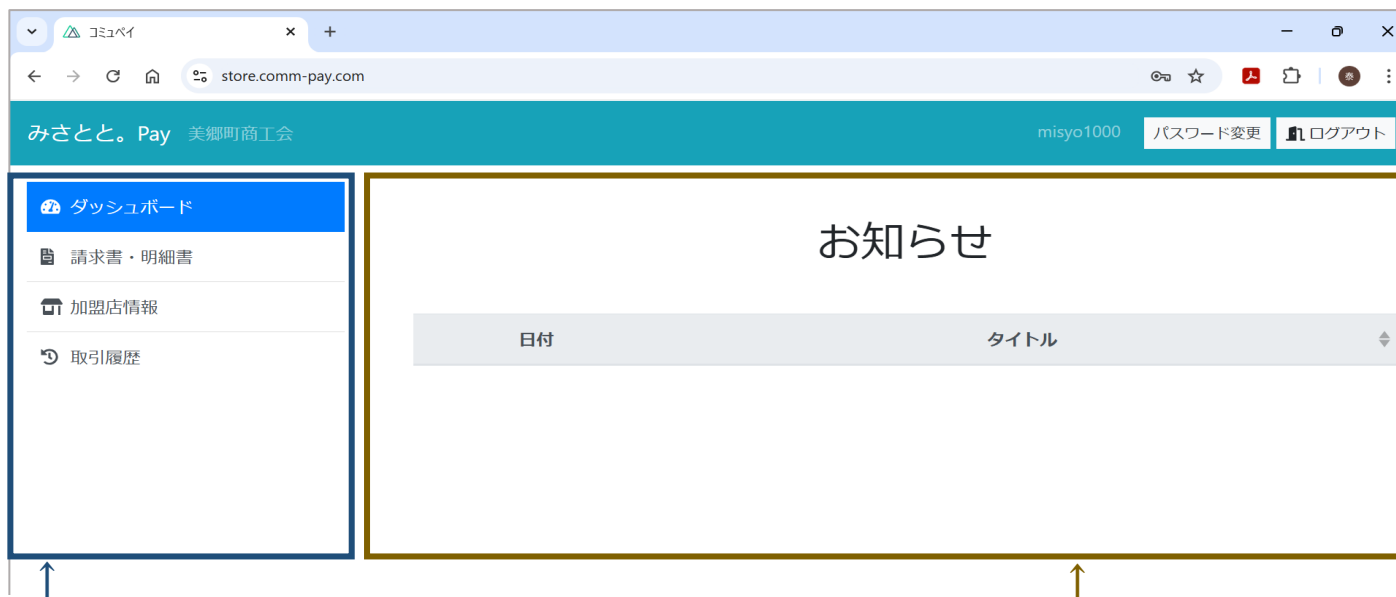 コミュペイ
store.comm-pay.com
みさとと。Pay 美郷町商工会 misyo1000 パスワード変更 ログアウト
ダッシュボード
請求書・明細書
加盟店情報
取引履歴
お知らせ
日付 タイトル
泰